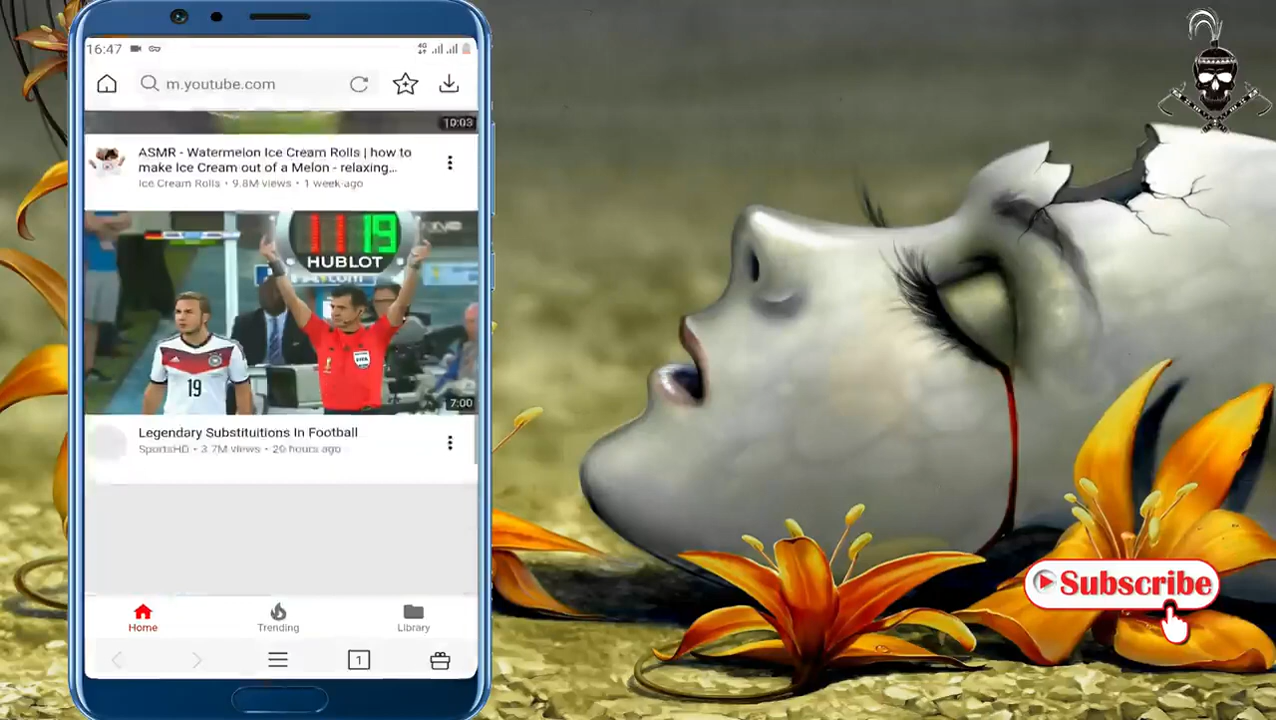 16:47
4G
m.youtube.com
10:03
ASMR - Watermelon Ice Cream Rolls | how to
make Ice Cream out of a Melon - relaxing...
Ice Cream Rolls • 9.8M views • 1 week ago
11 19
HUBLOT
19
FIFA
7:00
Legendary Substituitions In Football
SportsHD • 3.7M views • 20 hours ago
Home
Trending
Library
1
Subscribe